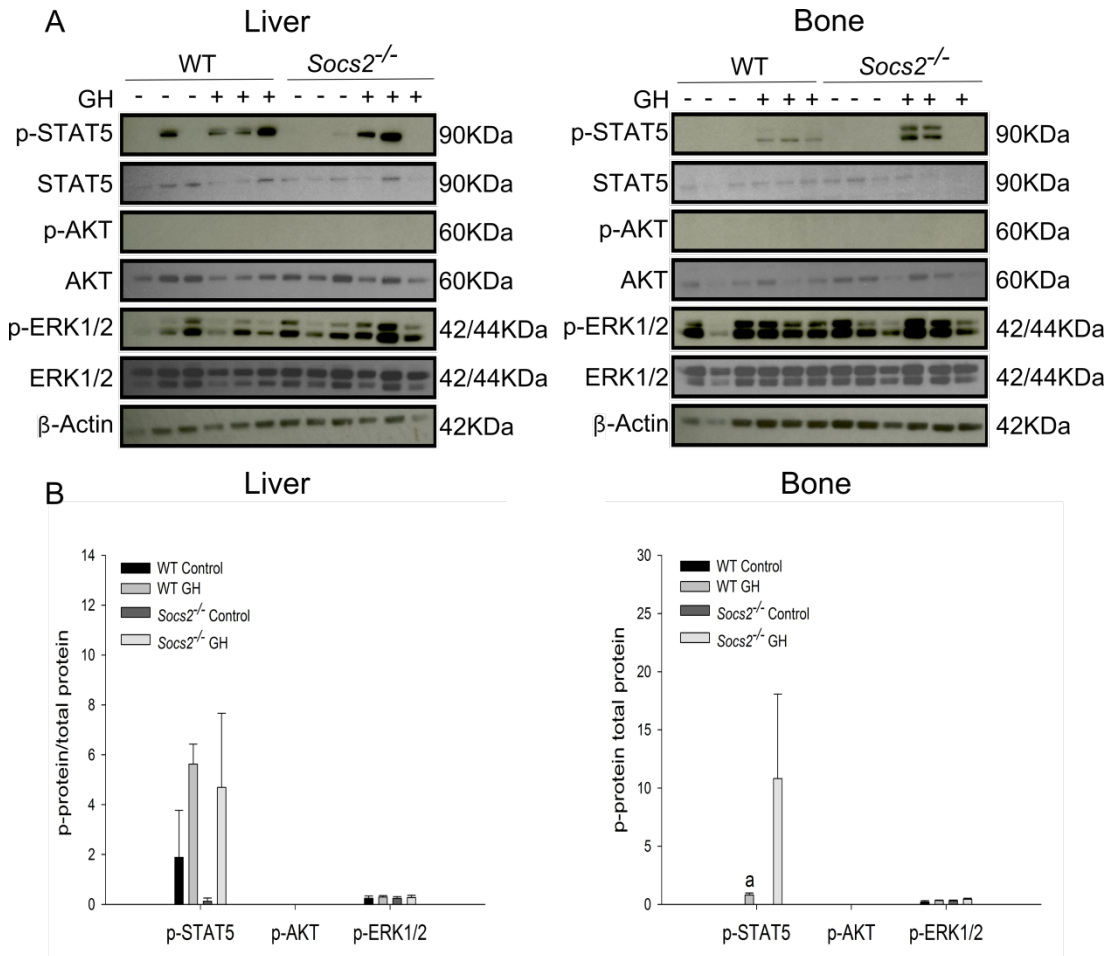 A
Liver
WT
Socs2-/-
GH - - - + + + - - - + + +
p-STAT5 90KDa
STAT5 90KDa
p-AKT 60KDa
AKT 60KDa
p-ERK1/2 42/44KDa
ERK1/2 42/44KDa
β-Actin 42KDa
Bone
WT
Socs2-/-
GH - - - + + + - - - + + +
p-STAT5 90KDa
STAT5 90KDa
p-AKT 60KDa
AKT 60KDa
p-ERK1/2 42/44KDa
ERK1/2 42/44KDa
β-Actin 42KDa
B
Liver
p-protein/total protein
14
12
10
8
6
4
2
0
WT Control
WT GH
Socs2-/- Control
Socs2-/- GH
p-STAT5 p-AKT p-ERK1/2
Bone
p-protein total protein
30
25
20
15
10
5
0
WT Control
WT GH
Socs2-/- Control
Socs2-/- GH
a
p-STAT5 p-AKT p-ERK1/2